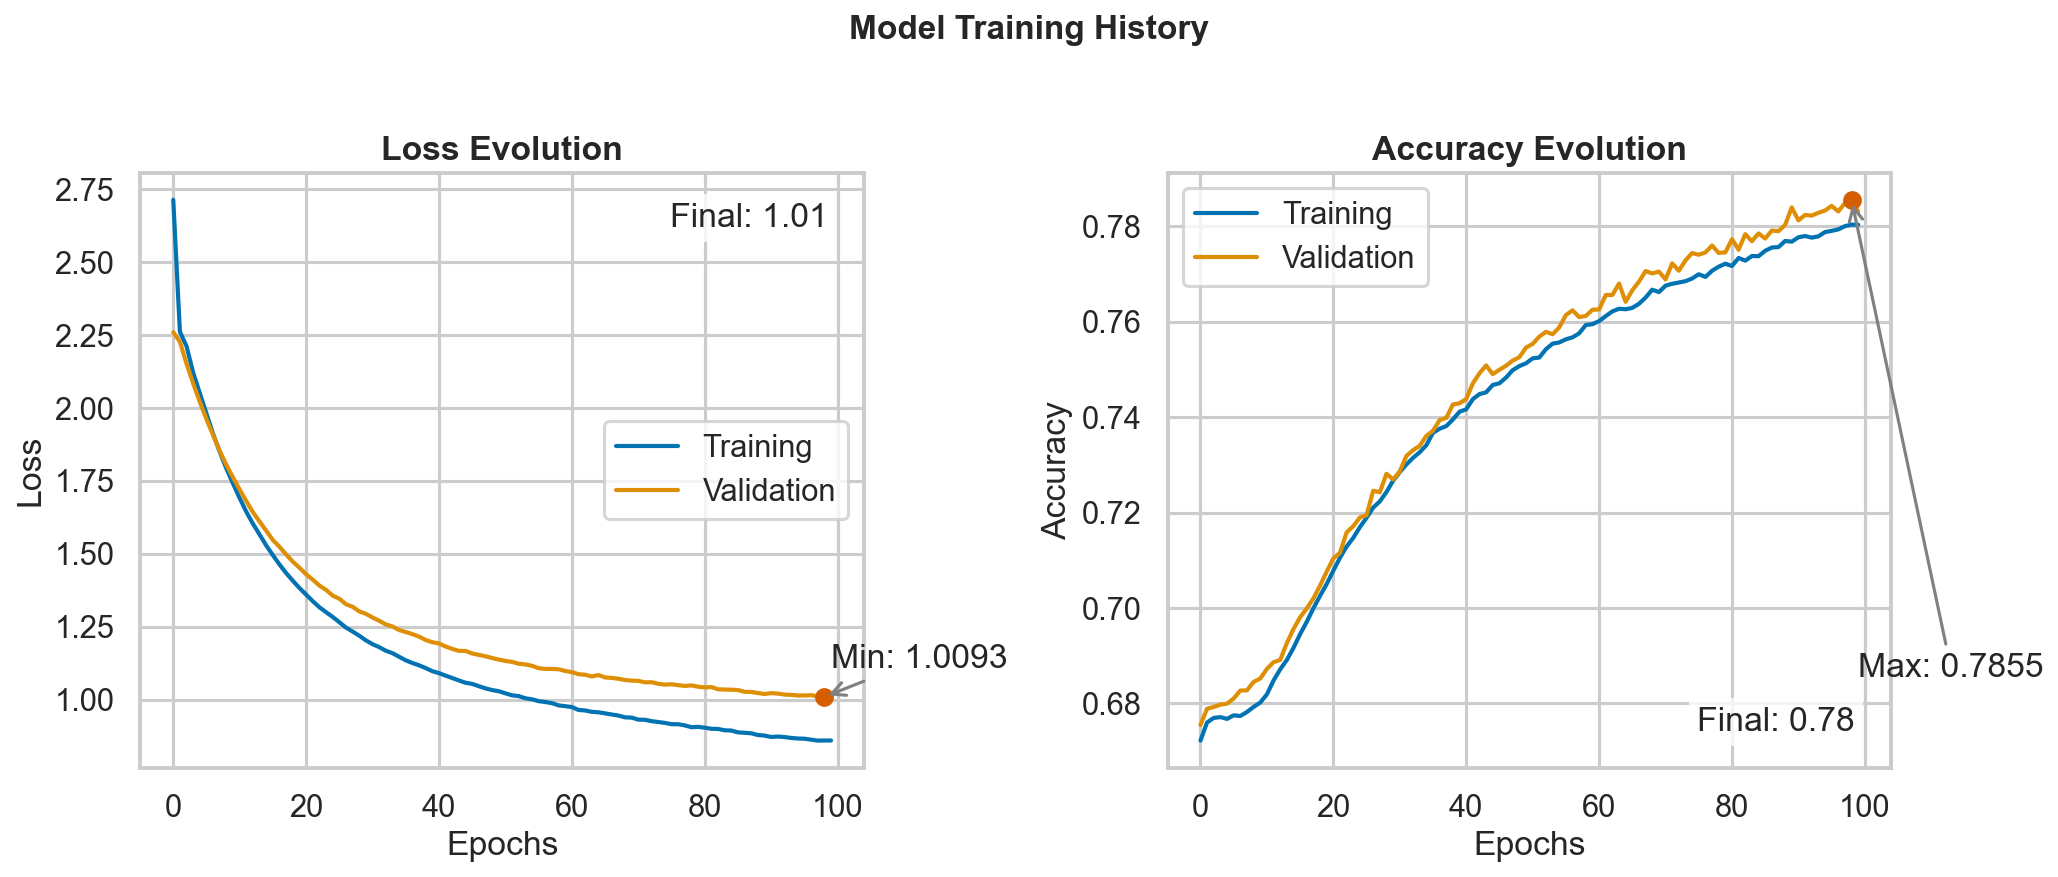 Model Training History
Loss Evolution
2.75
2.50
2.25
2.00
1.75
1.50
1.25
1.00
Loss
Final: 1.01
Training
Validation
Min: 1.0093
0 20 40 60 80 100
Epochs
Accuracy Evolution
0.78
0.76
0.74
0.72
0.70
0.68
Accuracy
Training
Validation
Max: 0.7855
Final: 0.78
0 20 40 60 80 100
Epochs